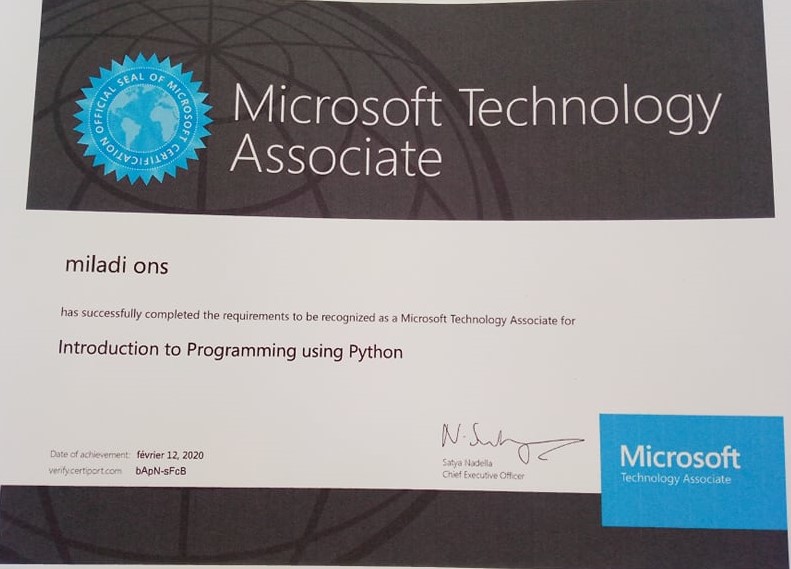 OFFICIAL SEAL OF MICROSOFT CERTIFICATION
Microsoft Technology
Associate
miladi ons
has successfully completed the requirements to be recognized as a Microsoft Technology Associate for
Introduction to Programming using Python
Date of achievement: février 12, 2020
verify.certiport.com bApN-sFcB
Satya Nadella
Chief Executive Officer
Microsoft
Technology Associate